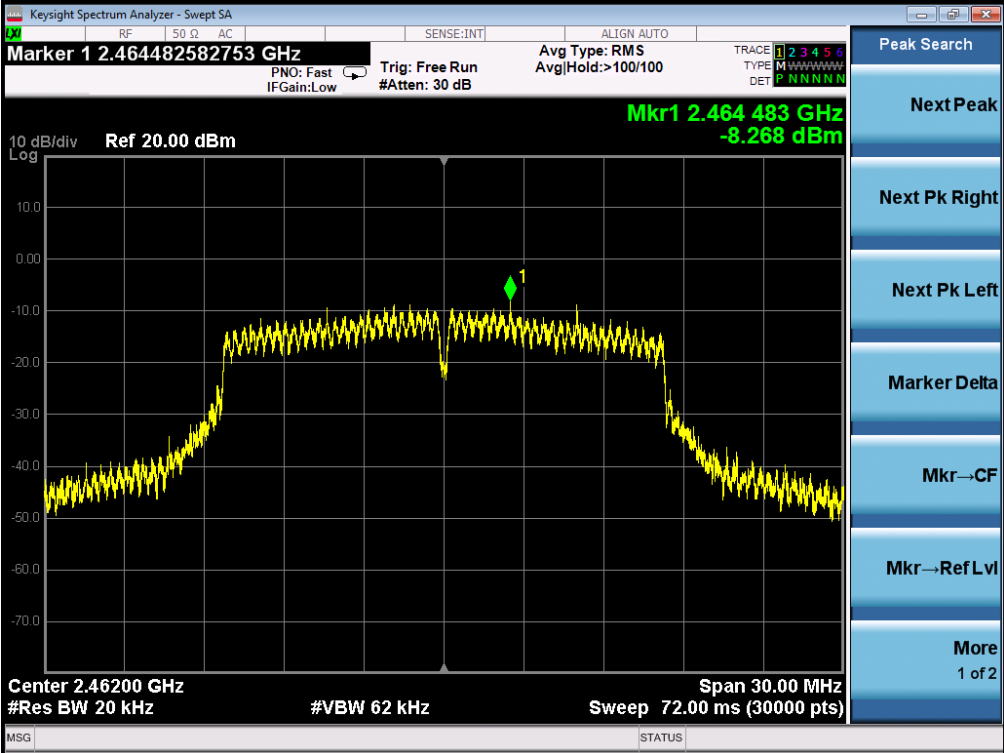 Keysight Spectrum Analyzer - Swept SA
LXI RF 50 Ω AC SENSE:INT ALIGN AUTO
Marker 1 2.464482582753 GHz
PNO: Fast
IFGain:Low
Trig: Free Run
#Atten: 30 dB
Avg Type: RMS
Avg|Hold:>100/100
TRACE 1 2 3 4 5 6
TYPE M WWWWW
DET P N N N N N
Mkr1 2.464 483 GHz
-8.268 dBm
10 dB/div Ref 20.00 dBm
Log
10.0
0.00
1
-10.0
-20.0
-30.0
-40.0
-50.0
-60.0
-70.0
Center 2.46200 GHz Span 30.00 MHz
#Res BW 20 kHz #VBW 62 kHz Sweep 72.00 ms (30000 pts)
MSG STATUS
Peak Search
Next Peak
Next Pk Right
Next Pk Left
Marker Delta
Mkr→CF
Mkr→Ref Lvl
More
1 of 2